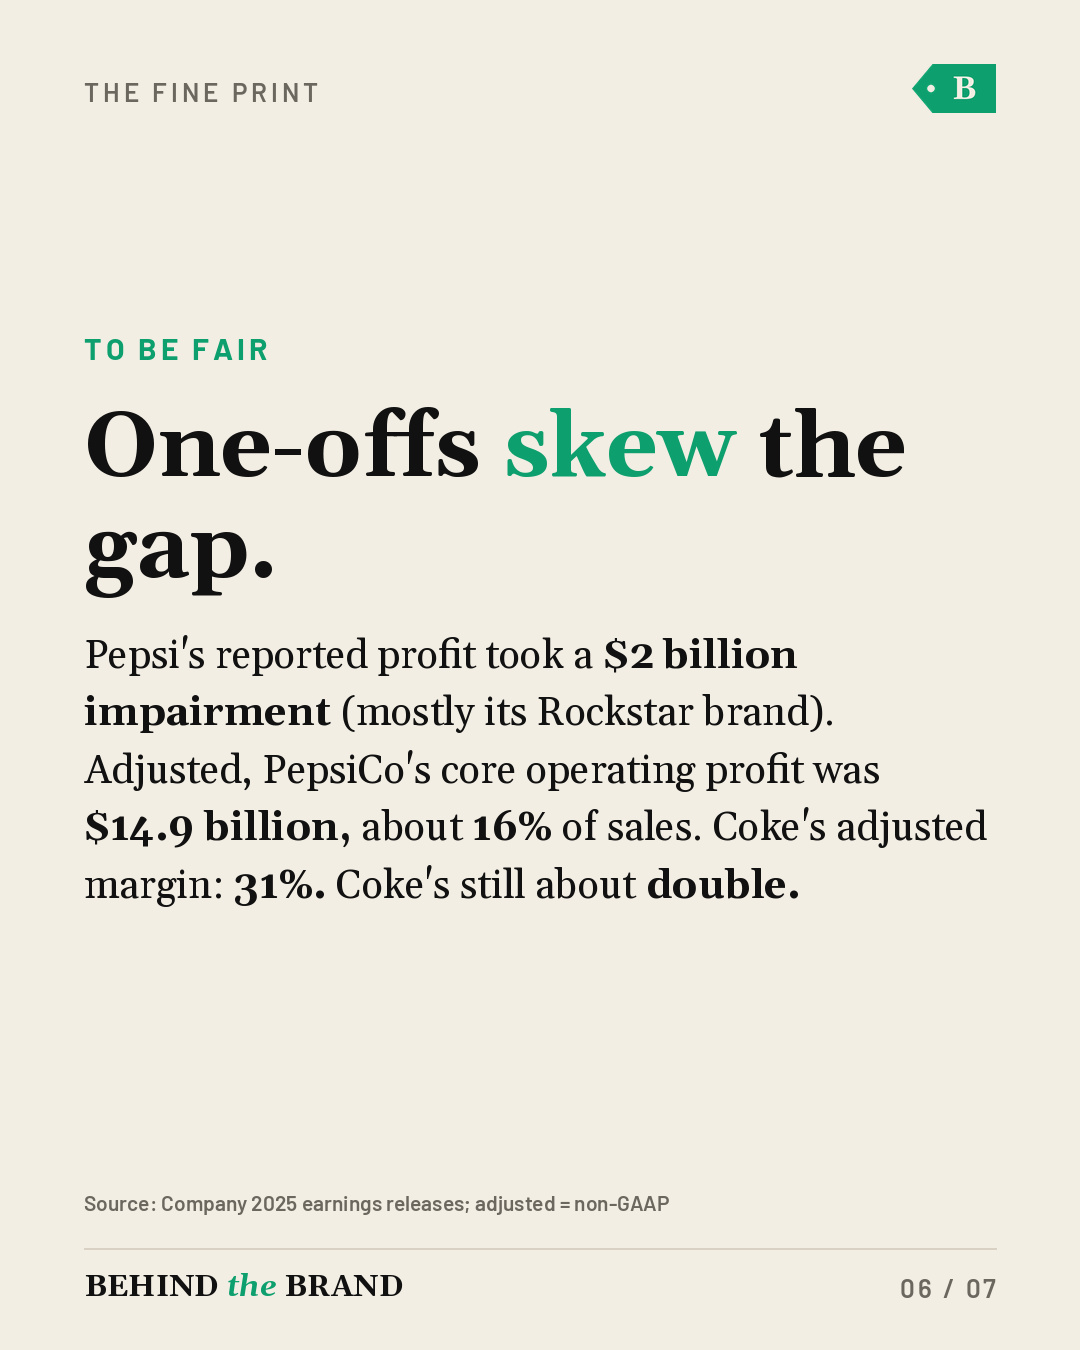 THE FINE PRINT
B
TO BE FAIR
One-offs skew the
gap.
Pepsi's reported profit took a $2 billion
impairment (mostly its Rockstar brand).
Adjusted, PepsiCo's core operating profit was
$14.9 billion, about 16% of sales. Coke's adjusted
margin: 31%. Coke's still about double.
Source: Company 2025 earnings releases; adjusted = non-GAAP
BEHIND the BRAND
06 / 07